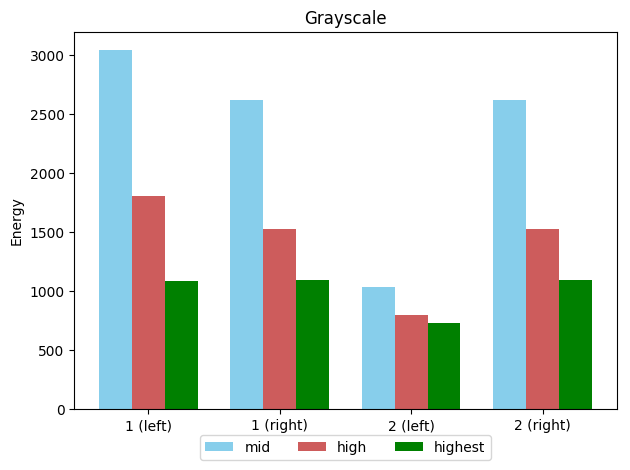 Grayscale
Energy
3000
2500
2000
1500
1000
500
0
1 (left) 1 (right) 2 (left) 2 (right)
mid high highest